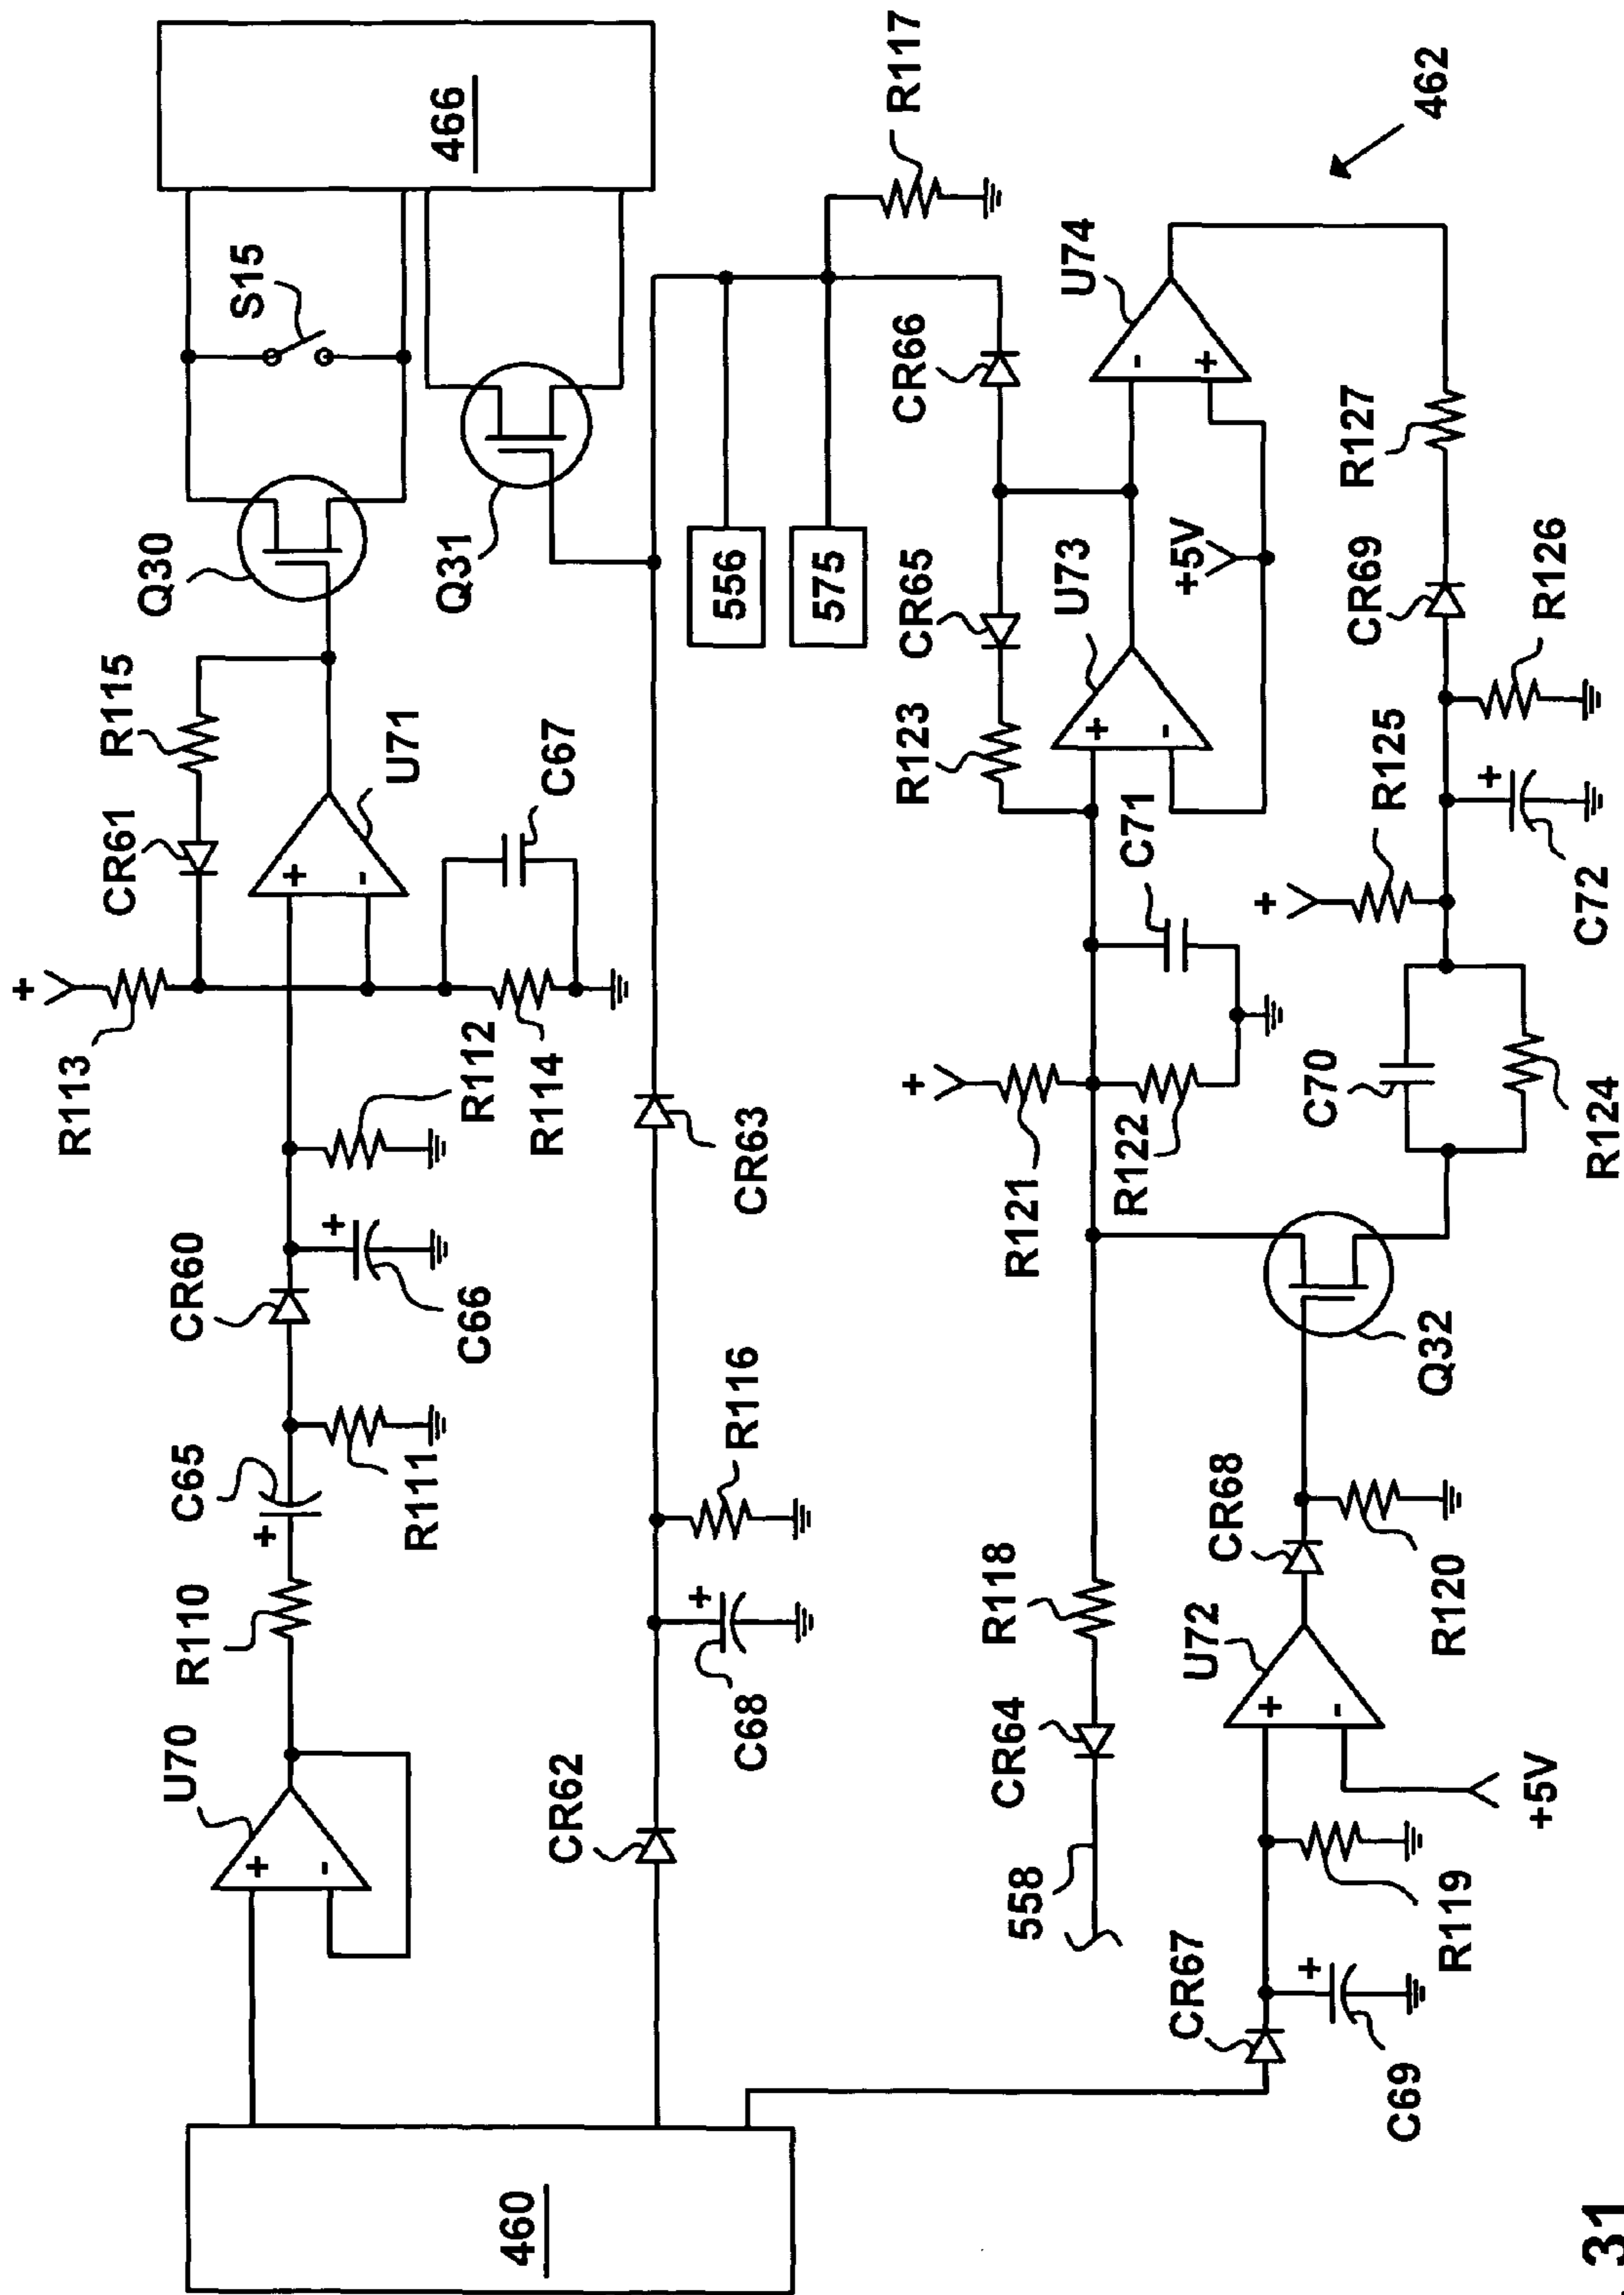 +
R113
CR61
R115
Q30
S15
466
U70
+
-
R110
C65
+
R111
CR60
+
C66
R112
R114
+
-
U71
C67
Q31
460
CR62
+
C68
R116
CR63
556
575
R117
+
R121
R122
C71
R123
CR65
CR66
558
CR64
R118
+
-
U73
-
+
U74
+5V
462
CR67
+
C69
R119
+
-
U72
+5V
CR68
R120
Q32
C70
R124
+
R125
+
C72
R126
CR69
R127
31